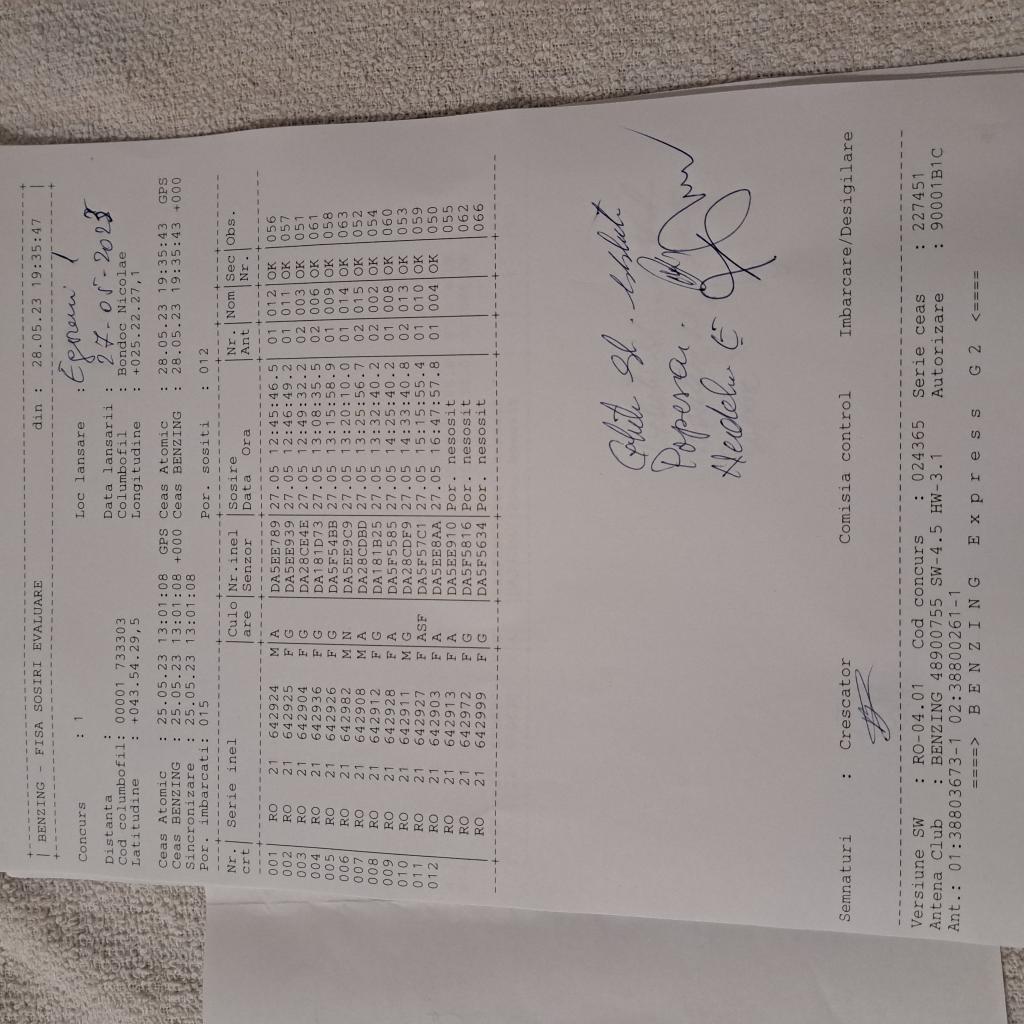 BENZING - FISA SOSIRI EVALUARE din : 28.05.23 19:35:47
Concurs : 1 Loc lansare : 1
Distanta : Data lansarii : 27-05-2023
Cod columbofil: 00001 733303 Columbofil : Bondoc Nicolae
Latitudine : +043.54.29,5 Longitudine : +025.22.27,1
Ceas Atomic : 25.05.23 13:01:08 GPS Ceas Atomic : 28.05.23 19:35:43 GPS
Ceas BENZING : 25.05.23 13:01:08 +000 Ceas BENZING : 28.05.23 19:35:43 +000
Sincronizare : 25.05.23 13:01:08
Por. imbarcati: 015 Por. sositi : 012
Nr. | Serie inel |Culo|Nr.inel |Sosire |Nr |Nom|Sec|Obs.
crt |are |Senzor |Data Ora |Ant| |Nr.|
001 RO 21 642924 M A DA5EE789 27.05 12:45:46.5 01 012 OK 056
002 RO 21 642925 F G DA5EE939 27.05 12:46:49.2 01 011 OK 057
003 RO 21 642904 F G DA28CE4E 27.05 12:49:32.2 02 003 OK 051
004 RO 21 642936 F G DA181D73 27.05 13:08:35.5 02 006 OK 061
005 RO 21 642926 F G DA5F54BB 27.05 13:15:58.9 01 009 OK 058
006 RO 21 642982 M N DA5EE9C9 27.05 13:20:10.0 01 014 OK 063
007 RO 21 642908 M A DA28CDBD 27.05 13:25:56.7 02 015 OK 052
008 RO 21 642912 F G DA181B25 27.05 13:32:40.2 02 002 OK 054
009 RO 21 642928 F A DA5F5585 27.05 14:25:40.2 01 008 OK 060
010 RO 21 642911 M G DA28CDF9 27.05 14:33:40.8 02 013 OK 053
011 RO 21 642927 F ASF DA5F57C1 27.05 15:15:55.4 01 010 OK 059
012 RO 21 642903 F A DA5EE8AA 27.05 16:47:57.8 01 004 OK 050
RO 21 642913 F A DA5EE910 Por. nesosit 055
RO 21 642972 F G DA5F5816 Por. nesosit 062
RO 21 642999 F G DA5F5634 Por. nesosit 066
Semnaturi : Crescator Comisia control Imbarcare/Desigilare
Versiune SW : RO-04.01 Cod concurs : 024365 Serie ceas : 227451
Antena Club : BENZING 48900755 SW-4.5 HW-3.1 Autorizare : 90001B1C
Ant.: 01:38803673-1 02:38800261-1
====> B E N Z I N G E x p r e s s G 2 <====